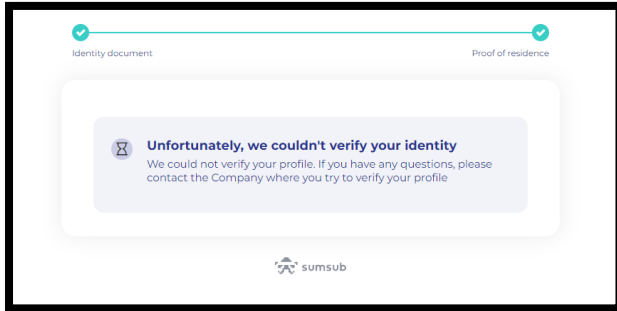 Identity document
Proof of residence
Unfortunately, we couldn't verify your identity
We could not verify your profile. If you have any questions, please
contact the Company where you try to verify your profile
sumsub